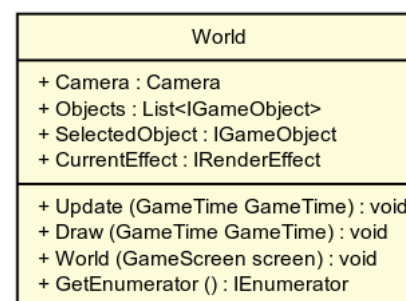 World
+ Camera : Camera
+ Objects : List<IGameObject>
+ SelectedObject : IGameObject
+ CurrentEffect : IRenderEffect
+ Update (GameTime GameTime) : void
+ Draw (GameTime GameTime) : void
+ World (GameScreen screen) : void
+ GetEnumerator () : IEnumerator